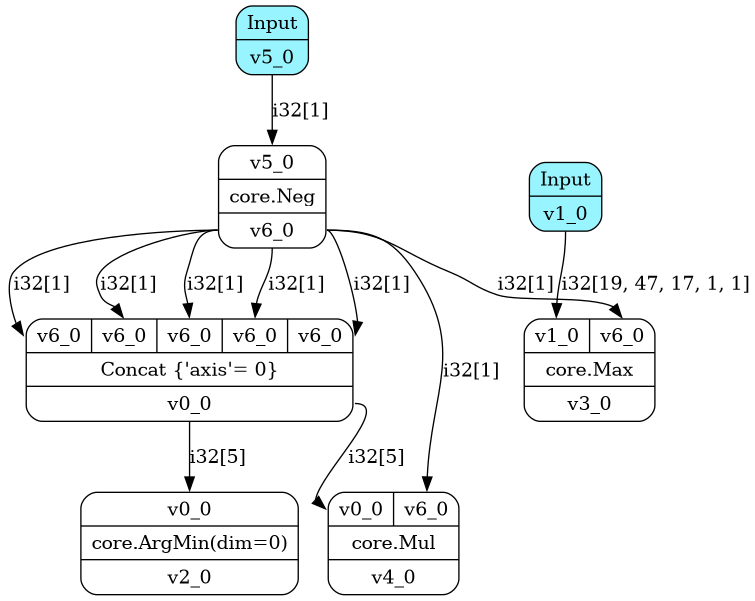 Input
v5_0
i32[1]
v5_0
core.Neg
v6_0
Input
v1_0
i32[1] i32[1] i32[1] i32[1] i32[1] i32[1] i32[19, 47, 17, 1, 1]
v6_0 v6_0 v6_0 v6_0 v6_0
Concat {'axis'= 0}
v0_0
v1_0 v6_0
core.Max
v3_0
i32[1]
i32[5] i32[5]
v0_0
core.ArgMin(dim=0)
v2_0
v0_0 v6_0
core.Mul
v4_0